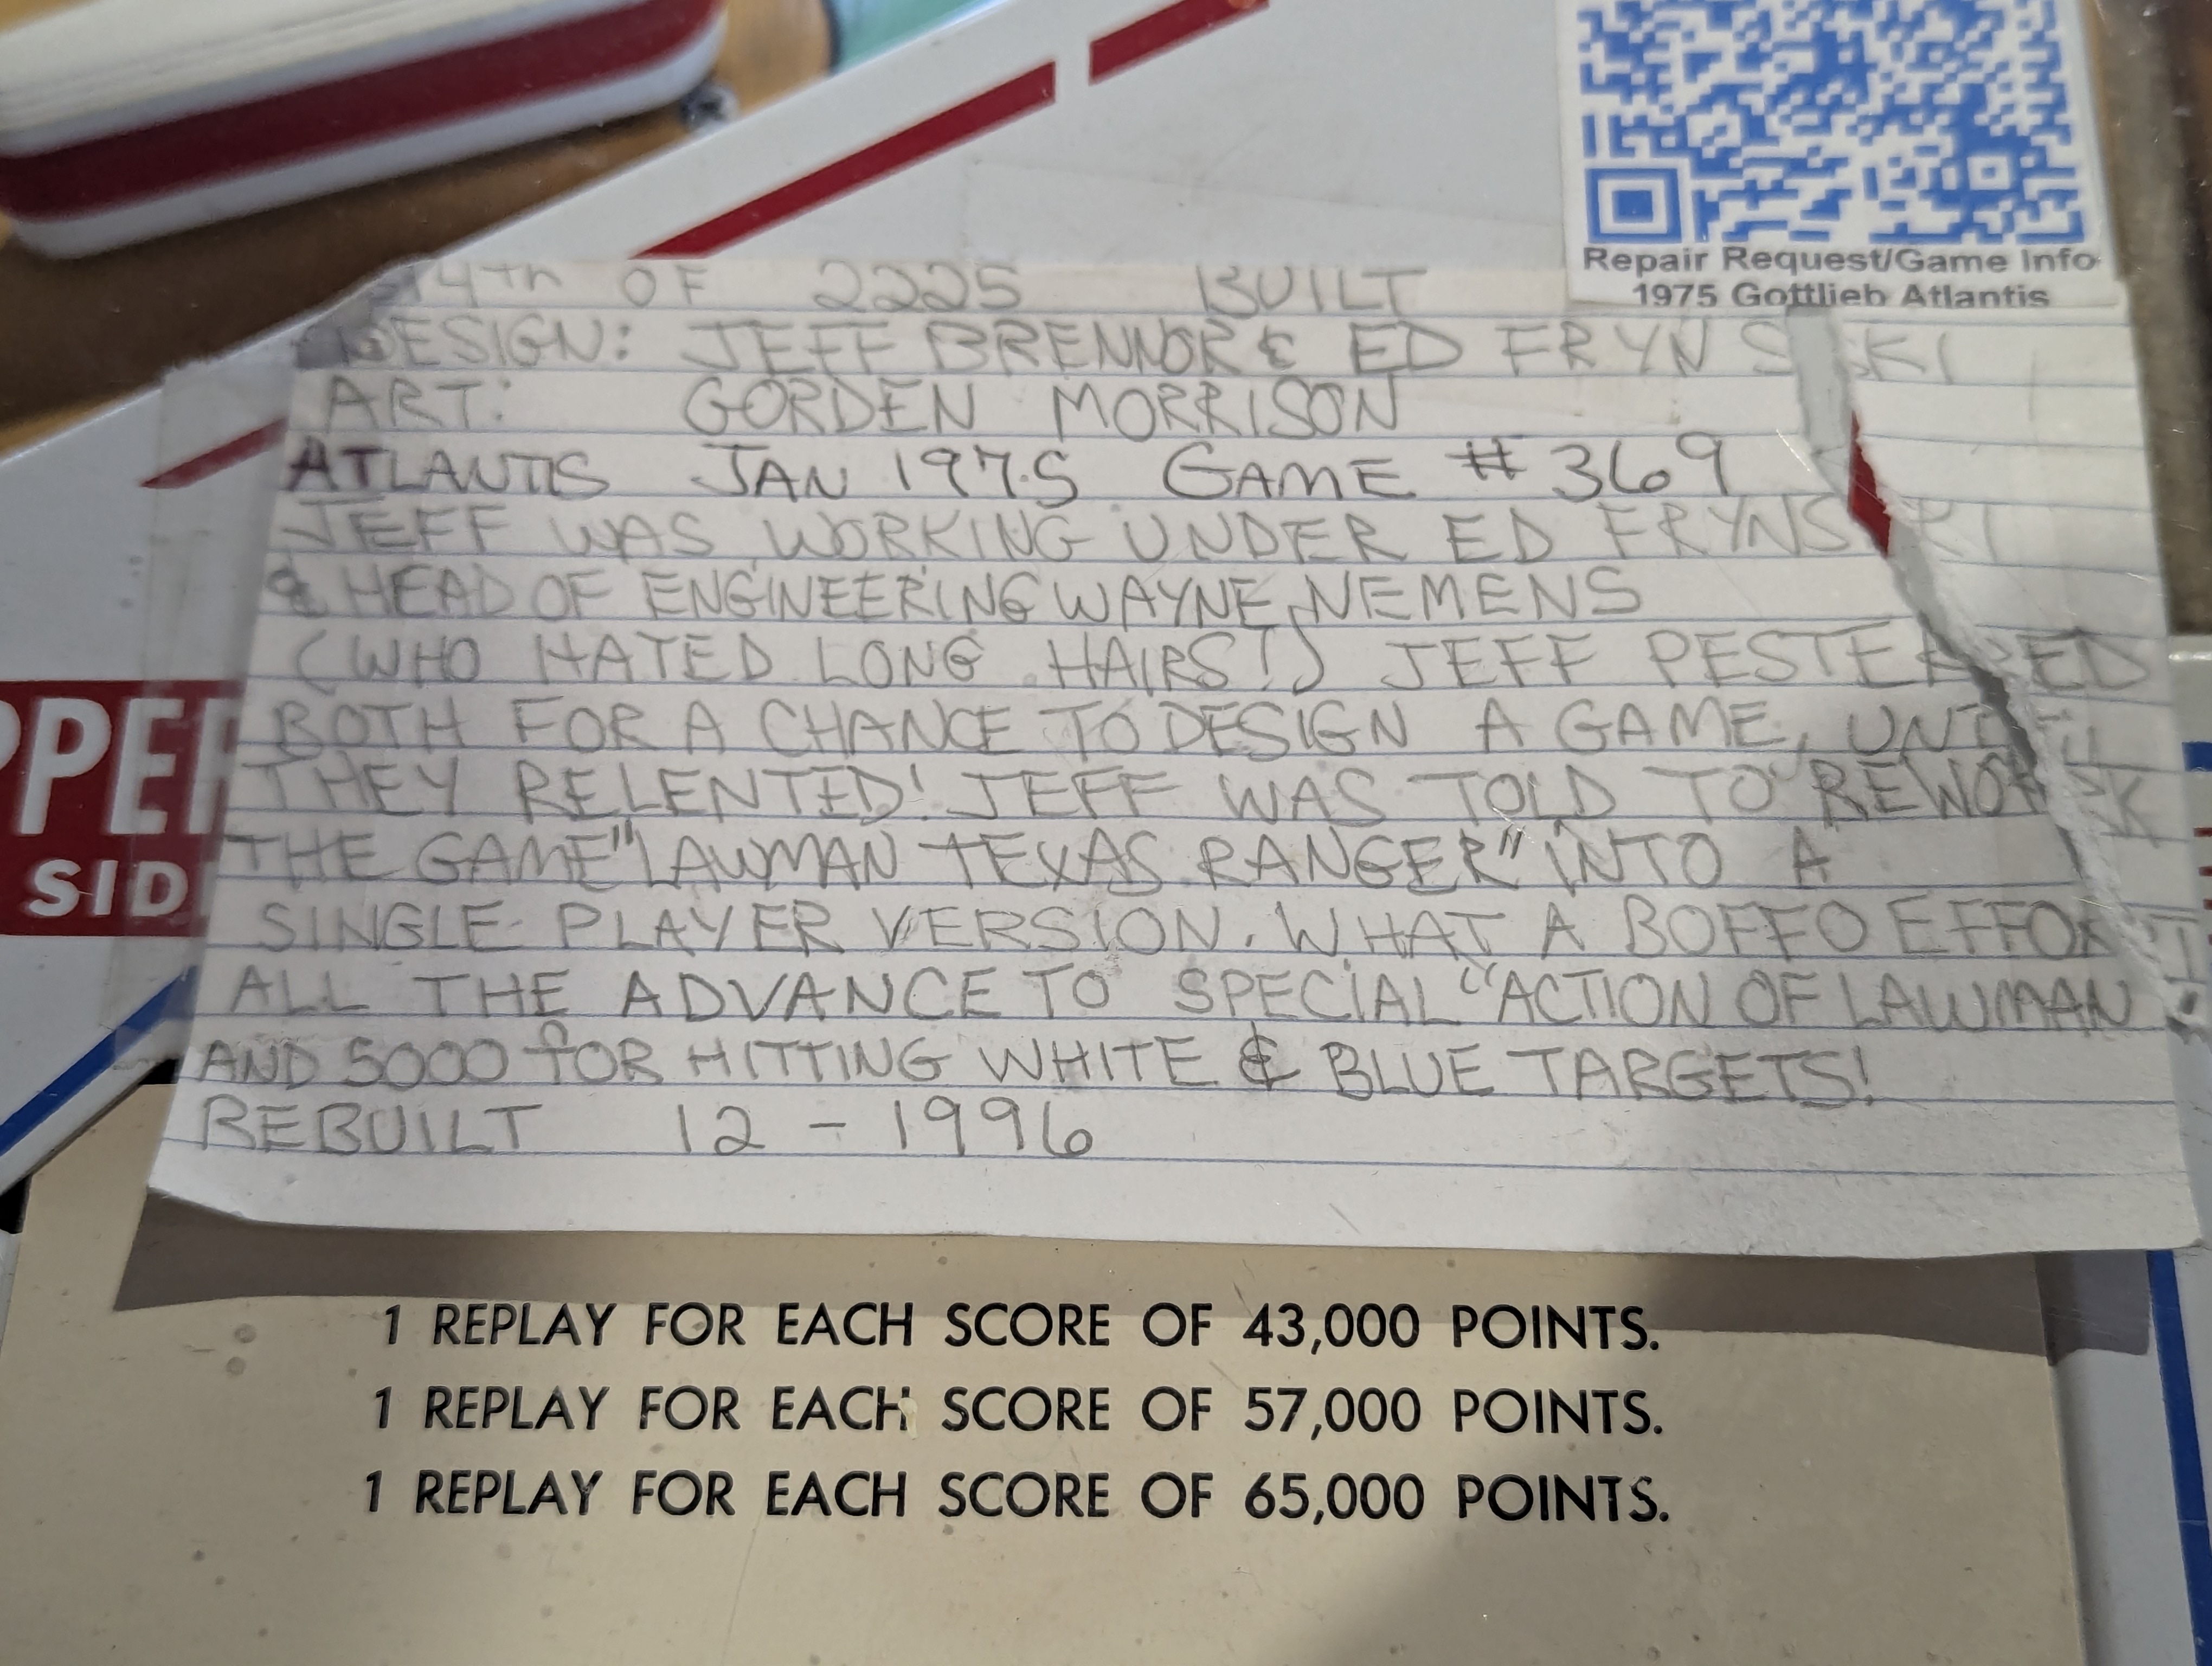 Repair Request/Game Info
1975 Gottlieb Atlantis
4th OF 2225 BUILT
DESIGN: JEFF BRENNOR & ED FRYNSKI
ART: GORDEN MORRISON
ATLANTIS JAN 1975 GAME #369
JEFF WAS WORKING UNDER ED FRYNSKI
& HEAD OF ENGINEERING WAYNE NEMENS
(WHO HATED LONG HAIRS!) JEFF PESTERED
BOTH FOR A CHANCE TO DESIGN A GAME, UNTIL
THEY RELENTED! JEFF WAS TOLD TO REWORK
THE GAME "LAWMAN TEXAS RANGER" INTO A
SINGLE PLAYER VERSION. WHAT A BOFFO EFFORT
ALL THE ADVANCE TO SPECIAL "ACTION OF LAWMAN
AND 5000 FOR HITTING WHITE & BLUE TARGETS!
REBUILT 12-1996
1 REPLAY FOR EACH SCORE OF 43,000 POINTS.
1 REPLAY FOR EACH SCORE OF 57,000 POINTS.
1 REPLAY FOR EACH SCORE OF 65,000 POINTS.